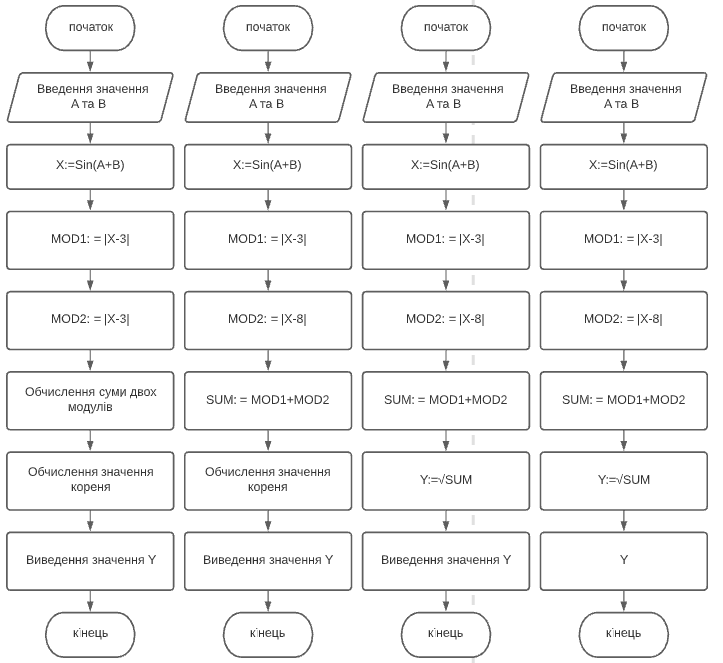 початок
Введення значення
А та В
X:=Sin(A+B)
MOD1: = |X-3|
MOD2: = |X-3|
Обчислення суми двох
модулів
Обчислення значення
кореня
Виведення значення Y
кінець
початок
Введення значення
А та В
X:=Sin(A+B)
MOD1: = |X-3|
MOD2: = |X-8|
SUM: = MOD1+MOD2
Обчислення значення
кореня
Виведення значення Y
кінець
початок
Введення значення
А та В
X:=Sin(A+B)
MOD1: = |X-3|
MOD2: = |X-8|
SUM: = MOD1+MOD2
Y:=√SUM
Виведення значення Y
кінець
початок
Введення значення
А та В
X:=Sin(A+B)
MOD1: = |X-3|
MOD2: = |X-8|
SUM: = MOD1+MOD2
Y:=√SUM
Y
кінець